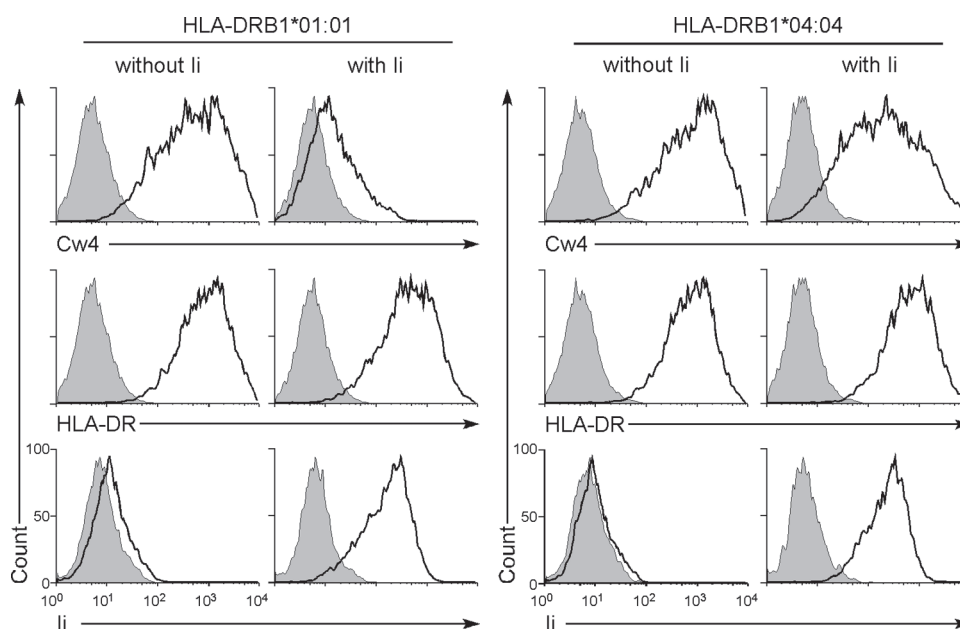 HLA-DRB1*01:01
HLA-DRB1*04:04
without Ii
with Ii
without Ii
with Ii
Cw4
Cw4
HLA-DR
HLA-DR
100
50
0
Count
10⁰ 10¹ 10² 10³ 10⁴
Ii
100
50
0
Count
10⁰ 10¹ 10² 10³ 10⁴
Ii